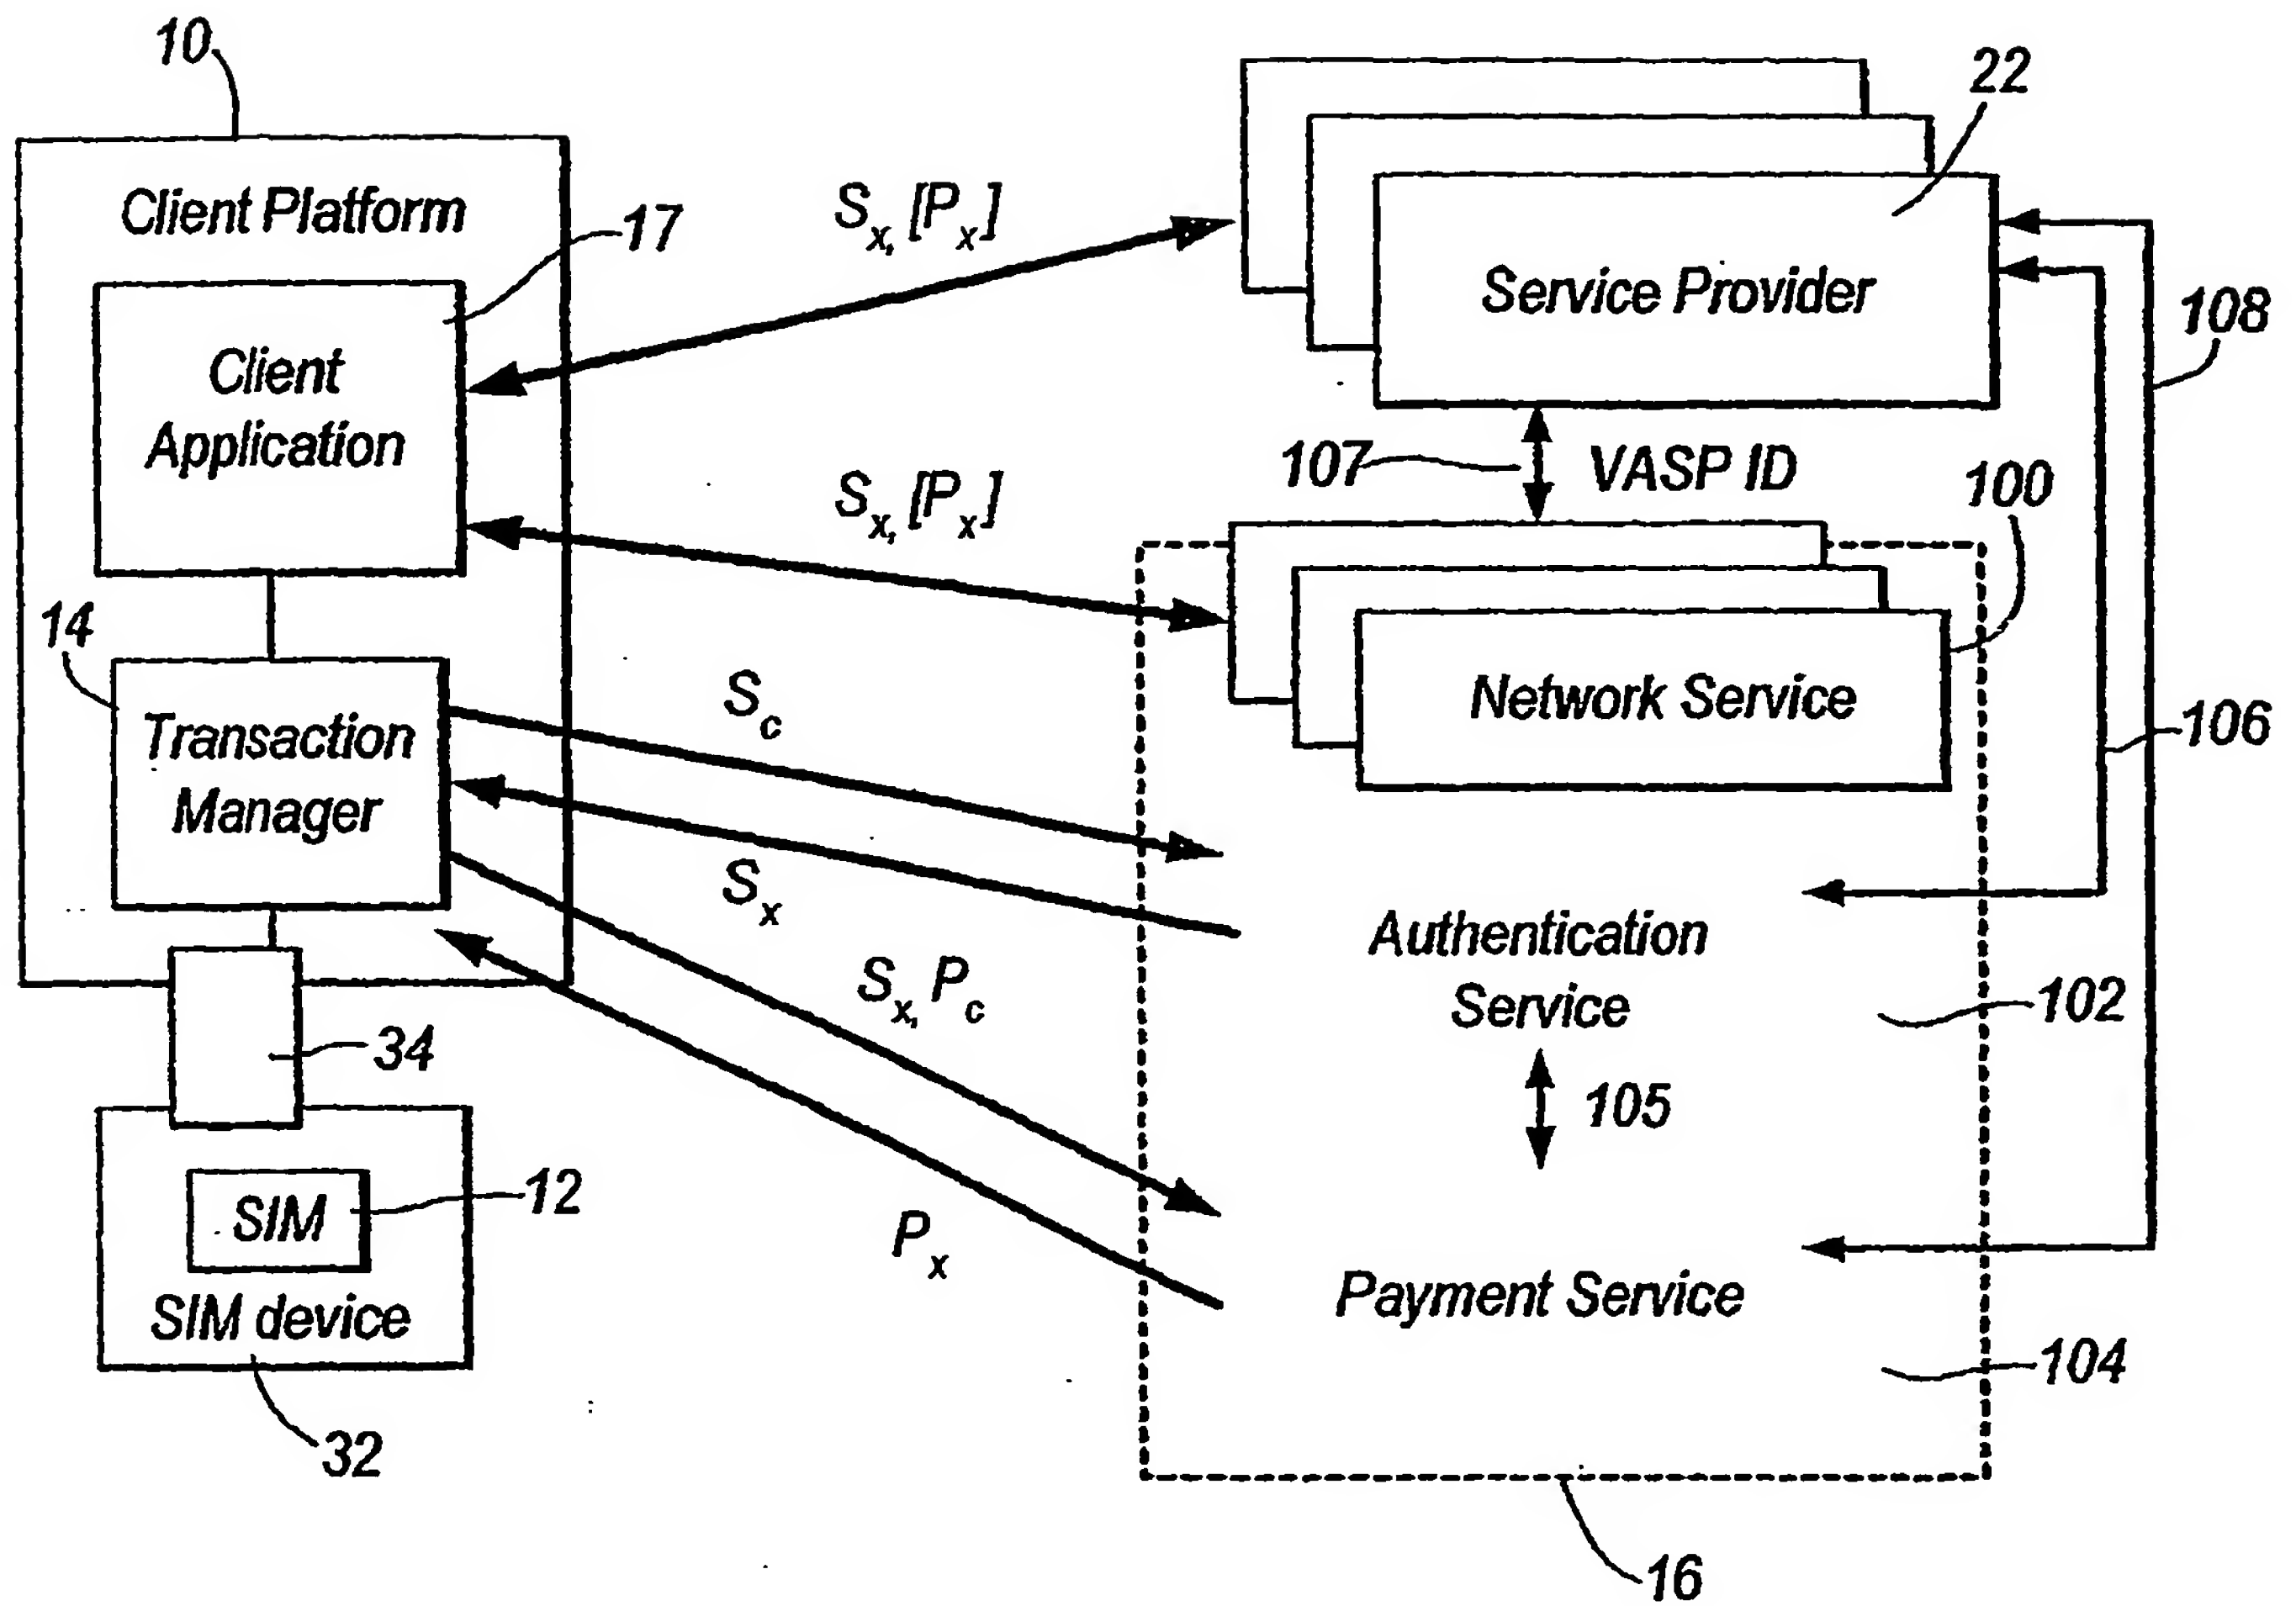 10
22
Client Platform
17
Sx, [Px]
Service Provider
108
Client
Application
107
VASP ID
100
Sx, [Px]
14
Network Service
106
Sc
Transaction
Manager
Sx
Authentication
Service
102
Sx, Pc
34
105
12
SIM
Px
Payment Service
SIM device
104
32
16